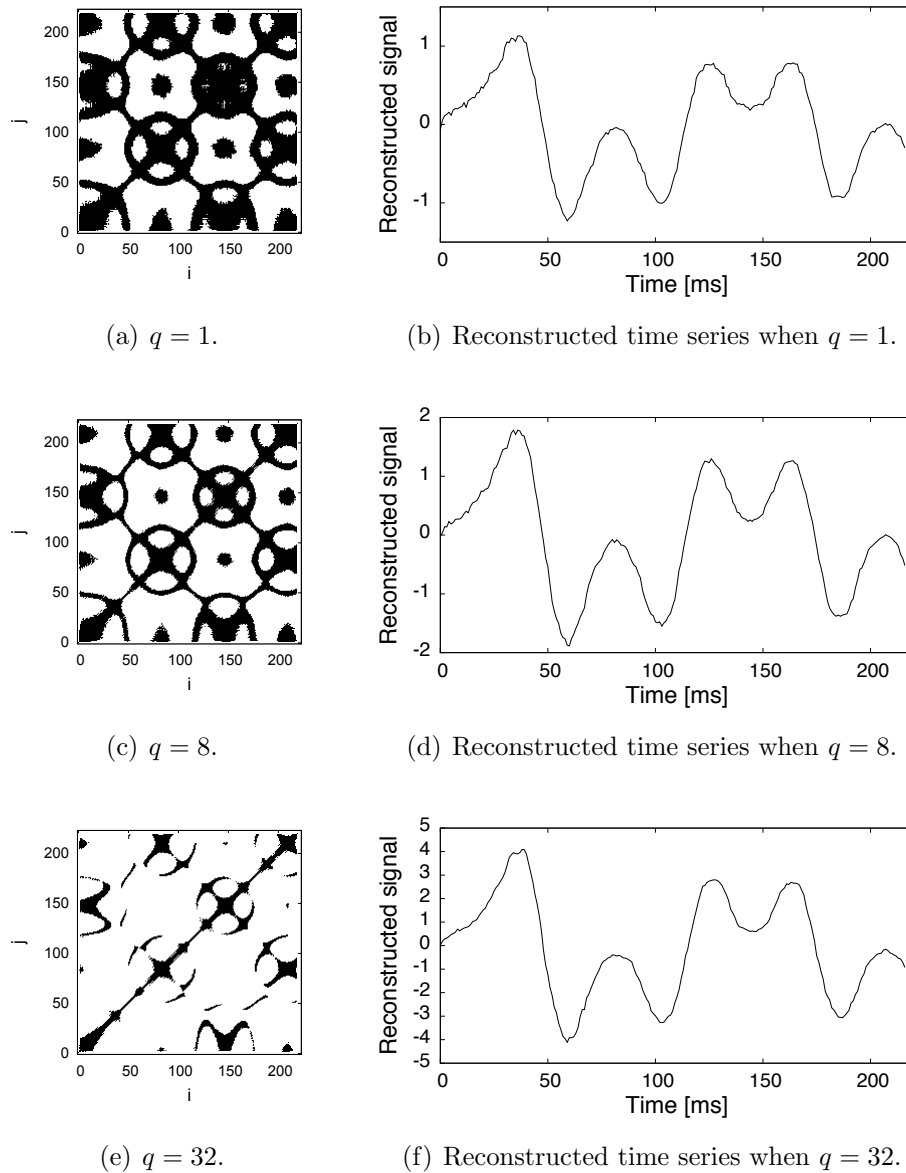 200
150
j
100
50
0
0 50 100 150 200
i
1
0
-1
Reconstructed signal
0 50 100 150 200
Time [ms]
(a) q = 1.
(b) Reconstructed time series when q = 1.
200
150
j
100
50
0
0 50 100 150 200
i
2
1
0
-1
-2
Reconstructed signal
0 50 100 150 200
Time [ms]
(c) q = 8.
(d) Reconstructed time series when q = 8.
200
150
j
100
50
0
0 50 100 150 200
i
5
4
3
2
1
0
-1
-2
-3
-4
-5
Reconstructed signal
0 50 100 150 200
Time [ms]
(e) q = 32.
(f) Reconstructed time series when q = 32.